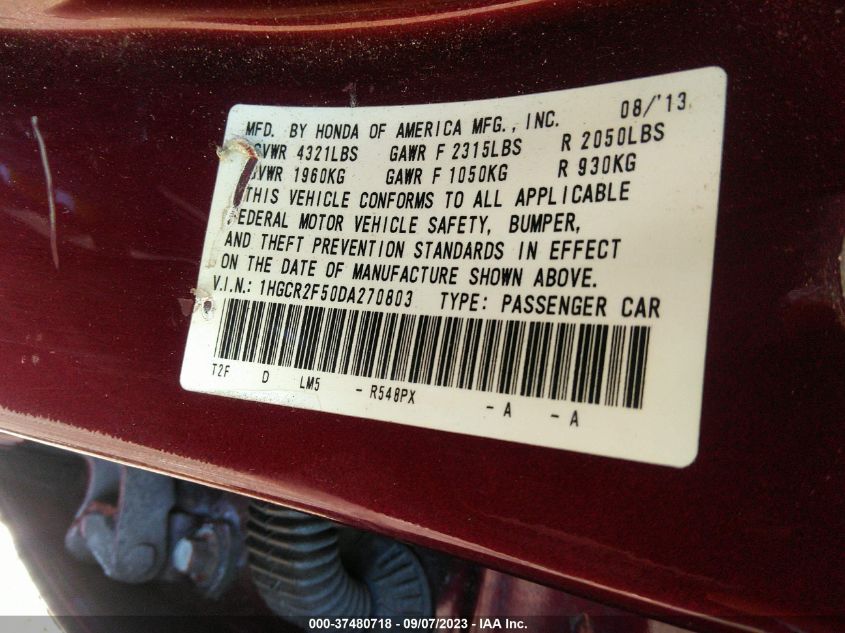 MFD. BY HONDA OF AMERICA MFG., INC. 08/'13
GVWR 4321LBS GAWR F 2315LBS R 2050LBS
GVWR 1960KG GAWR F 1050KG R 930KG
THIS VEHICLE CONFORMS TO ALL APPLICABLE
FEDERAL MOTOR VEHICLE SAFETY, BUMPER,
AND THEFT PREVENTION STANDARDS IN EFFECT
ON THE DATE OF MANUFACTURE SHOWN ABOVE.
V.I.N.: 1HGCR2F50DA270803 TYPE: PASSENGER CAR
T2F D LM5 - R548PX - A - A
000-37480718 - 09/07/2023 - IAA Inc.